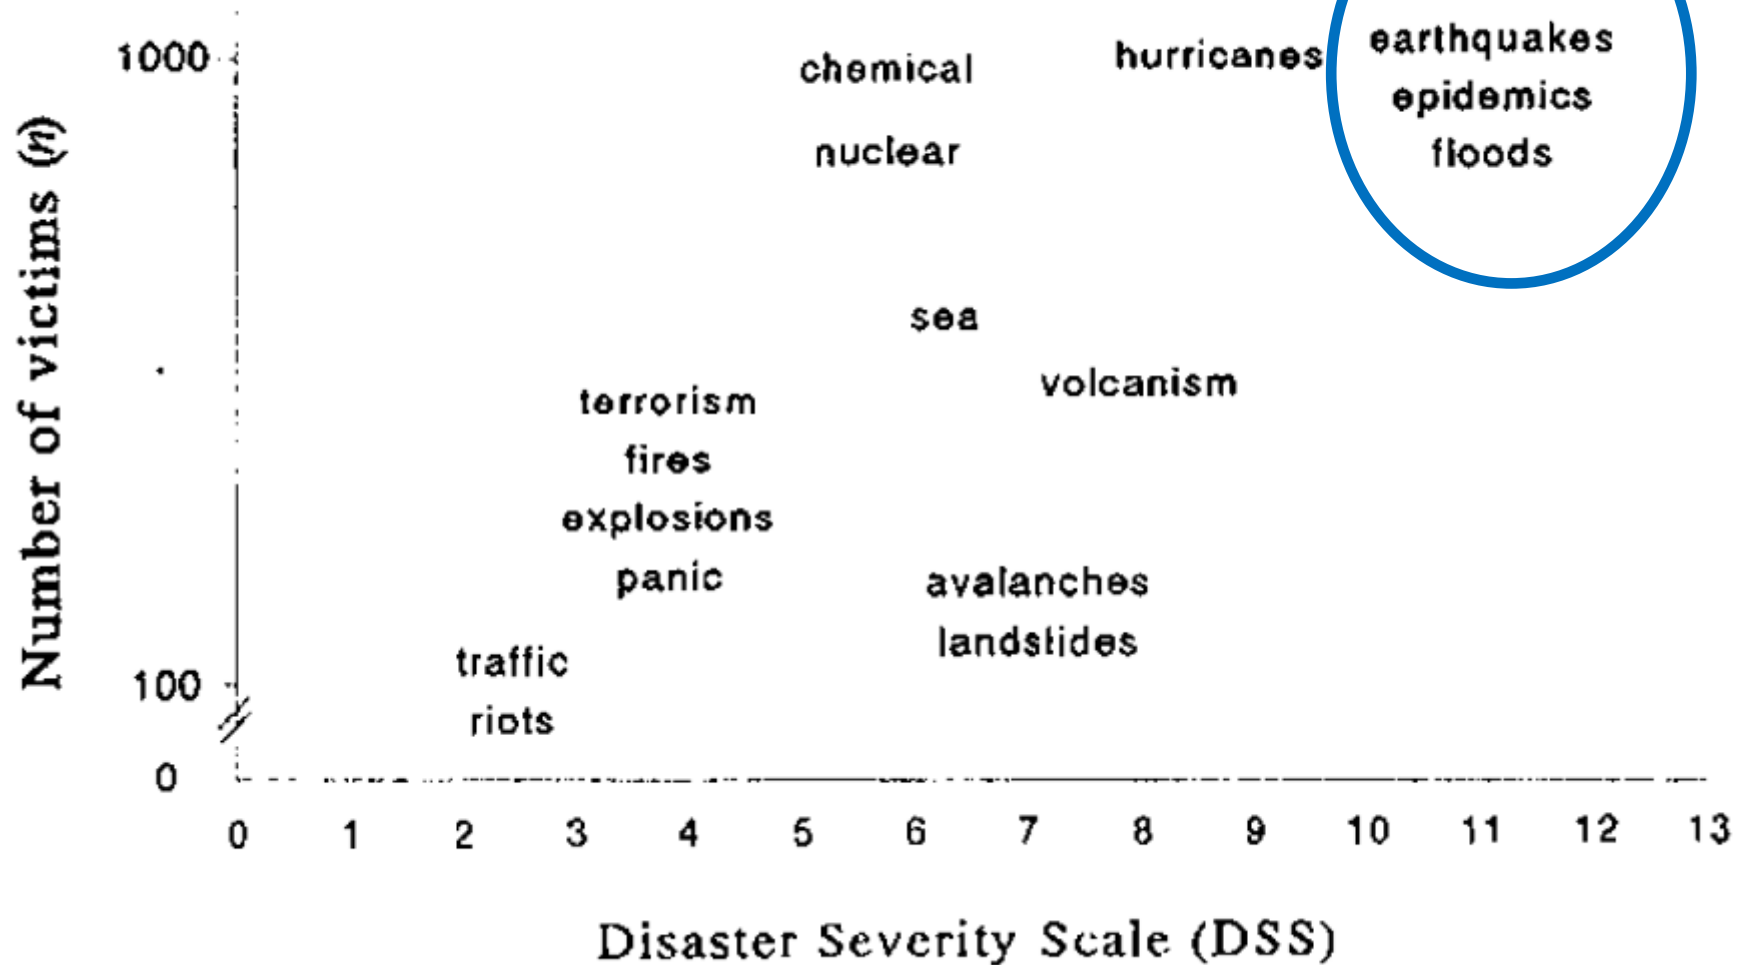 Number of victims (n)
1000
100
0
chemical
nuclear
hurricanes
earthquakes
epidemics
floods
sea
volcanism
terrorism
fires
explosions
panic
avalanches
landslides
traffic
riots
0 1 2 3 4 5 6 7 8 9 10 11 12 13
Disaster Severity Scale (DSS)